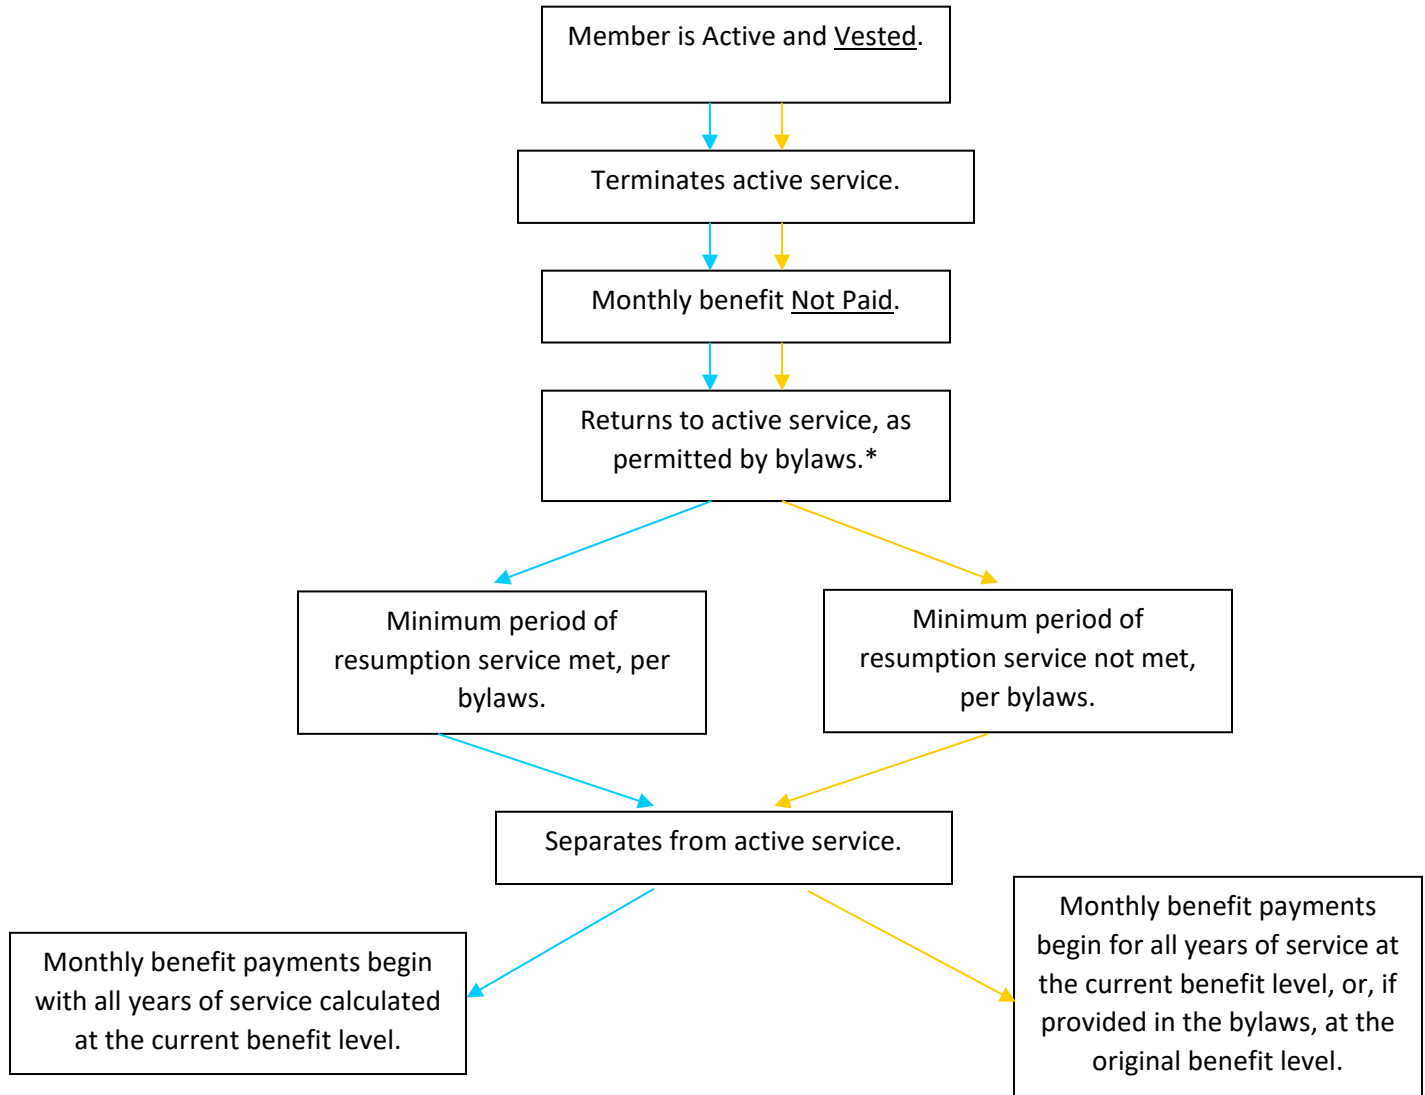 Member is Active and Vested.
Terminates active service.
Monthly benefit Not Paid.
Returns to active service, as
permitted by bylaws.*
Minimum period of
resumption service met, per
bylaws.
Minimum period of
resumption service not met,
per bylaws.
Separates from active service.
Monthly benefit payments begin
with all years of service calculated
at the current benefit level.
Monthly benefit payments
begin for all years of service at
the current benefit level, or, if
provided in the bylaws, at the
original benefit level.